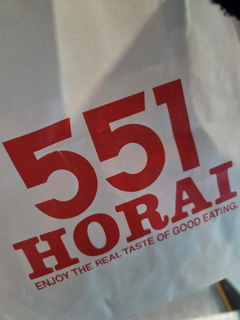 551
HORAI
ENJOY THE REAL TASTE OF GOOD EATING.